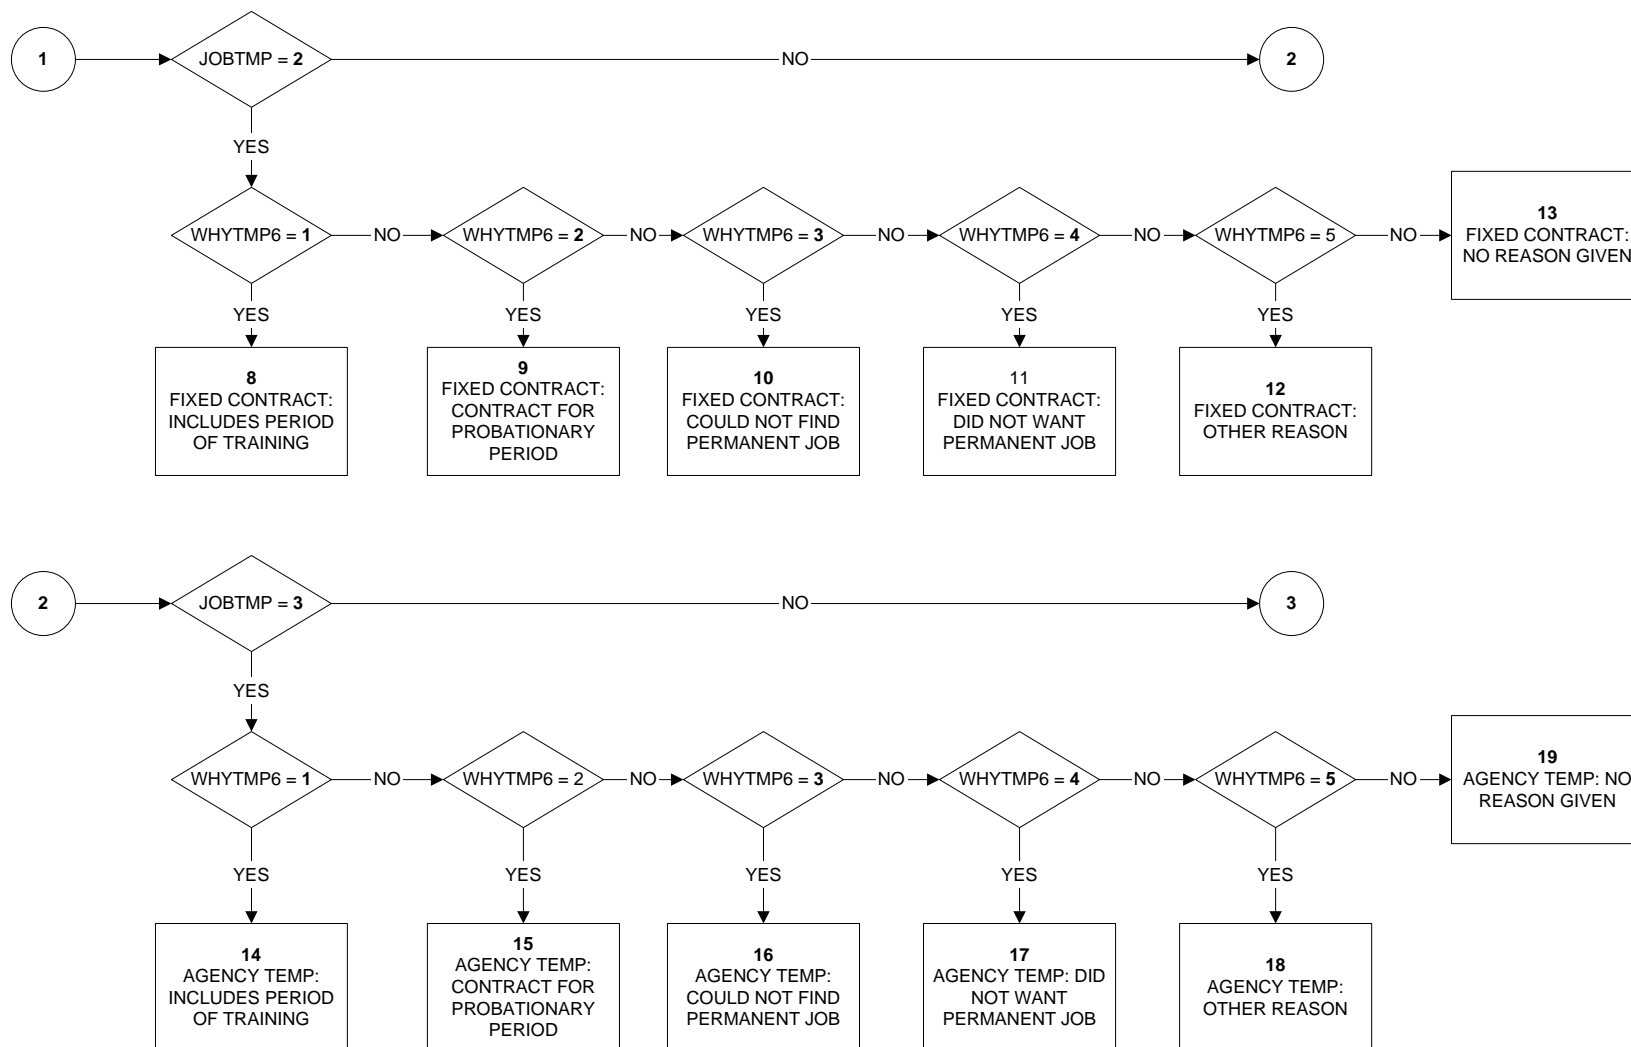 1
JOBTMP = 2
NO
2
YES
WHYTMP6 = 1
NO
WHYTMP6 = 2
NO
WHYTMP6 = 3
NO
WHYTMP6 = 4
NO
WHYTMP6 = 5
NO
13
FIXED CONTRACT:
NO REASON GIVEN
YES
YES
YES
YES
YES
8
FIXED CONTRACT:
INCLUDES PERIOD
OF TRAINING
9
FIXED CONTRACT:
CONTRACT FOR
PROBATIONARY
PERIOD
10
FIXED CONTRACT:
COULD NOT FIND
PERMANENT JOB
11
FIXED CONTRACT:
DID NOT WANT
PERMANENT JOB
12
FIXED CONTRACT:
OTHER REASON
2
JOBTMP = 3
NO
3
YES
WHYTMP6 = 1
NO
WHYTMP6 = 2
NO
WHYTMP6 = 3
NO
WHYTMP6 = 4
NO
WHYTMP6 = 5
NO
19
AGENCY TEMP: NO
REASON GIVEN
YES
YES
YES
YES
YES
14
AGENCY TEMP:
INCLUDES PERIOD
OF TRAINING
15
AGENCY TEMP:
CONTRACT FOR
PROBATIONARY
PERIOD
16
AGENCY TEMP:
COULD NOT FIND
PERMANENT JOB
17
AGENCY TEMP: DID
NOT WANT
PERMANENT JOB
18
AGENCY TEMP:
OTHER REASON